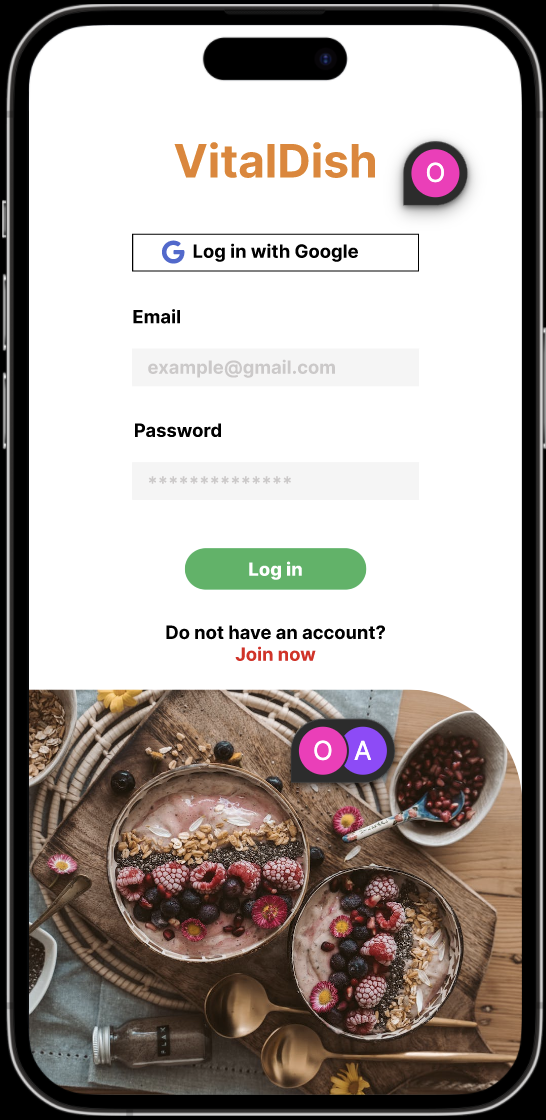 VitalDish
O
Log in with Google
Email
example@gmail.com
Password
**************
Log in
Do not have an account?
Join now
O A
FLAX